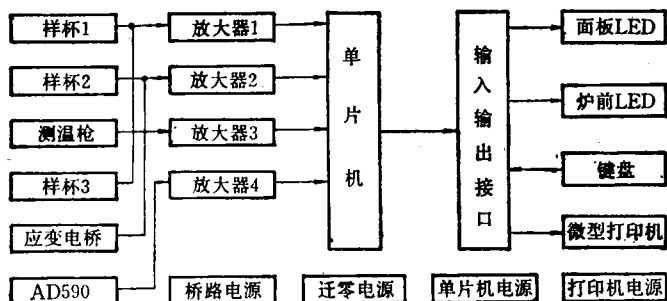 样杯1
放大器1
单片机
输入输出接口
面板LED
样杯2
放大器2
炉前LED
测温枪
放大器3
样杯3
放大器4
键盘
应变电桥
微型打印机
AD590
桥路电源
迁零电源
单片机电源
打印机电源